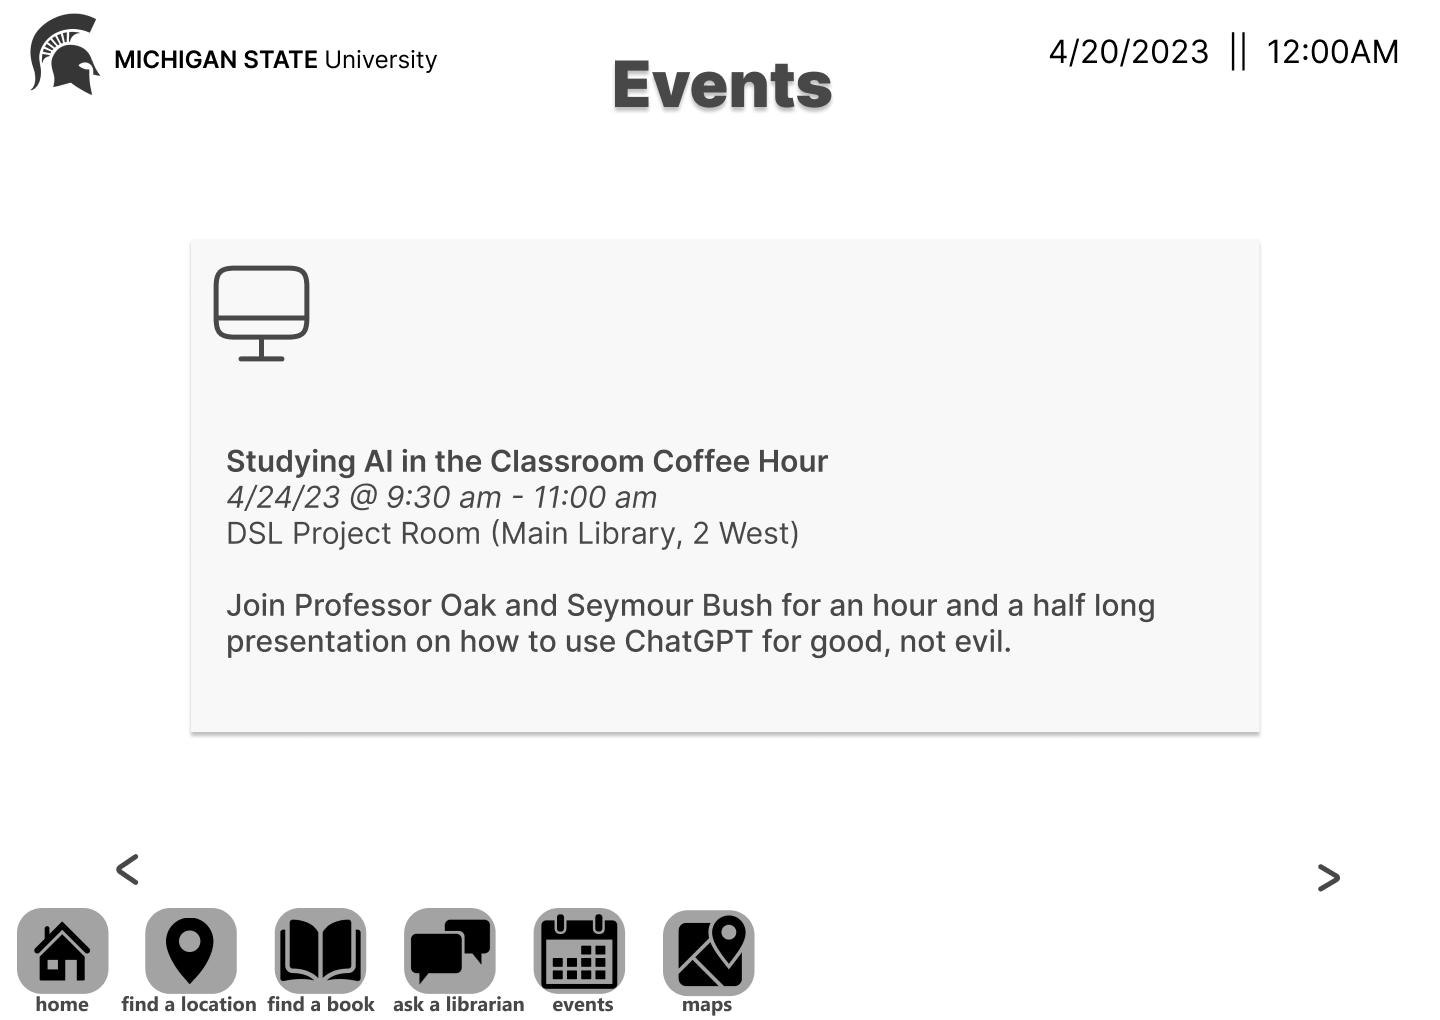 MICHIGAN STATE University
Events
4/20/2023 || 12:00AM
Studying AI in the Classroom Coffee Hour
4/24/23 @ 9:30 am - 11:00 am
DSL Project Room (Main Library, 2 West)
Join Professor Oak and Seymour Bush for an hour and a half long
presentation on how to use ChatGPT for good, not evil.
< >
home find a location find a book ask a librarian events maps